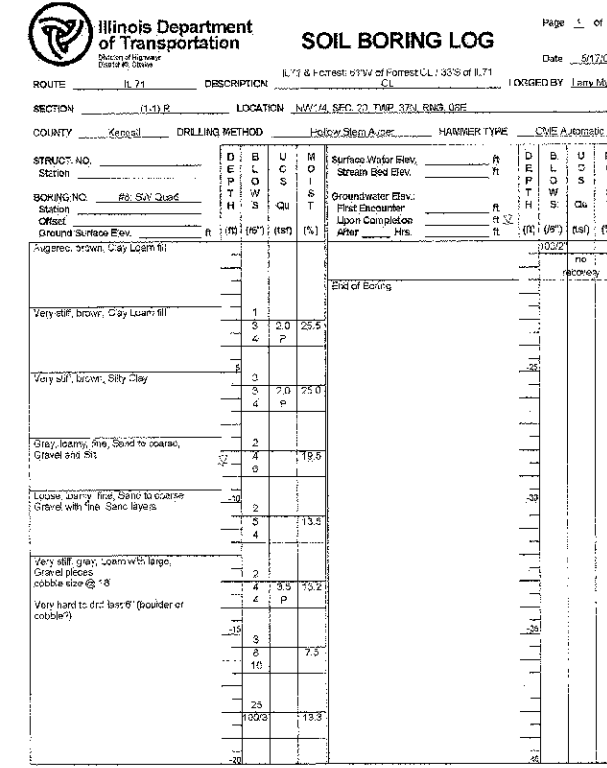 Illinois Department
of Transportation
Division of Highways
SOIL BORING LOG
Page 1 of
Date 5/17/0
ROUTE IL 71
DESCRIPTION IL 71 & Forrest: 61'W of Forrest CL / 33'S of IL71
CL
LOGGED BY Larry My
SECTION (1-1) R
LOCATION NW1/4, SEC. 20, TWP. 37N, RNG. 08E
COUNTY Kendall
DRILLING METHOD Hollow Stem Auger
HAMMER TYPE CME Automatic
STRUCT. NO.
Station
BORING NO. #8; SW Quad
Station
Offset
Ground Surface Elev. ft
DEPTH (ft)
BLOWS (/6")
UCS Qu (tsf)
MOIST (%)
Surface Water Elev. ft
Stream Bed Elev. ft
Groundwater Elev.:
First Encounter ft
Upon Completion ft
After Hrs. ft
DEPTH (ft)
BLOWS (/6")
UCS Qu (tsf)
Augered, brown, Clay Loam fill
100/2"
no
recovery
End of Boring
Very stiff, brown, Clay Loam fill
1
3 2.0 25.5
4 P
-5
-25
Very stiff, brown, Silty Clay
3
3 2.0 25.0
4 P
Gray, loamy, fine, Sand to coarse,
Gravel and Silt
2
4 19.5
6
Loose, loamy, fine, Sand to coarse
Gravel with fine Sand layers
-10
-30
2
5 13.5
4
Very stiff, gray, Loam with large,
Gravel pieces
cobble size @ 18'
2
4 3.5 13.2
4 P
Very hard to drill last 6" (boulder or
cobble?)
-15
-35
3
8 7.5
10
25
100/3 13.3
-20